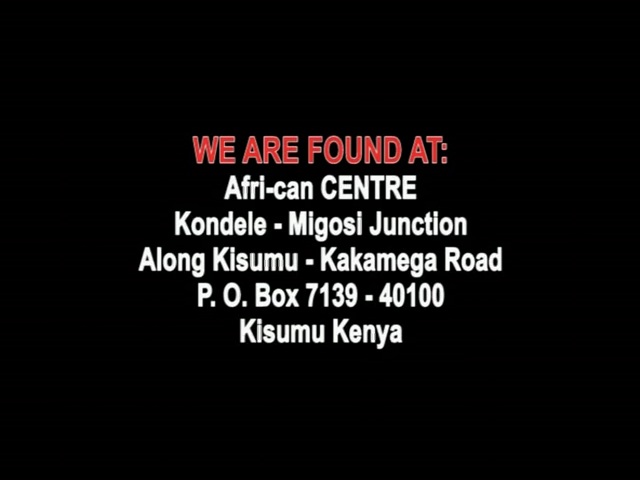 WE ARE FOUND AT:
Afri-can CENTRE
Kondele - Migosi Junction
Along Kisumu - Kakamega Road
P. O. Box 7139 - 40100
Kisumu Kenya